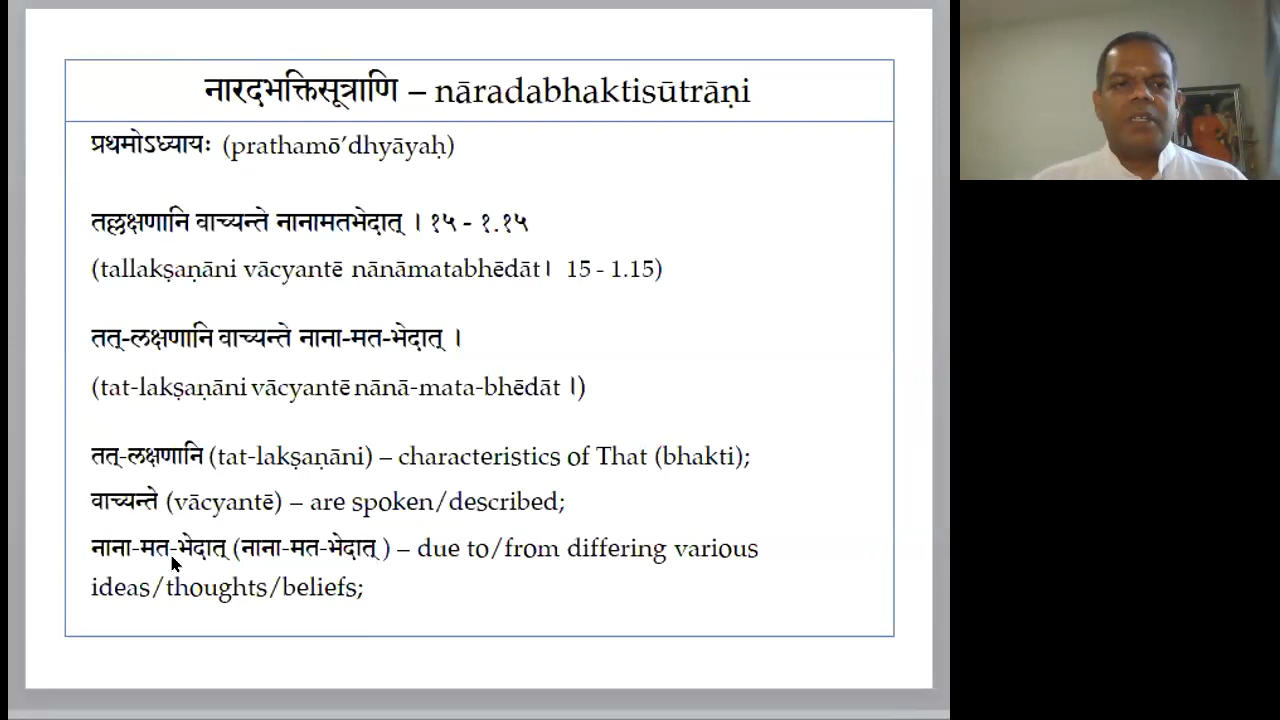 नारदभक्तिसूत्राणि – nāradabhaktisūtrāṇi
प्रथमोऽध्यायः (prathamō’dhyāyaḥ)
तल्लक्षणानि वाच्यन्ते नानामतभेदात् । १५ - १.१५
(tallakṣaṇāni vācyantē nānāmatabhēdāt। 15 - 1.15)
तत्-लक्षणानि वाच्यन्ते नाना-मत-भेदात् ।
(tat-lakṣaṇāni vācyantē nānā-mata-bhēdāt ।)
तत्-लक्षणानि (tat-lakṣaṇāni) – characteristics of That (bhakti);
वाच्यन्ते (vācyantē) – are spoken/described;
नाना-मत-भेदात् (नाना-मत-भेदात् ) – due to/from differing various
ideas/thoughts/beliefs;